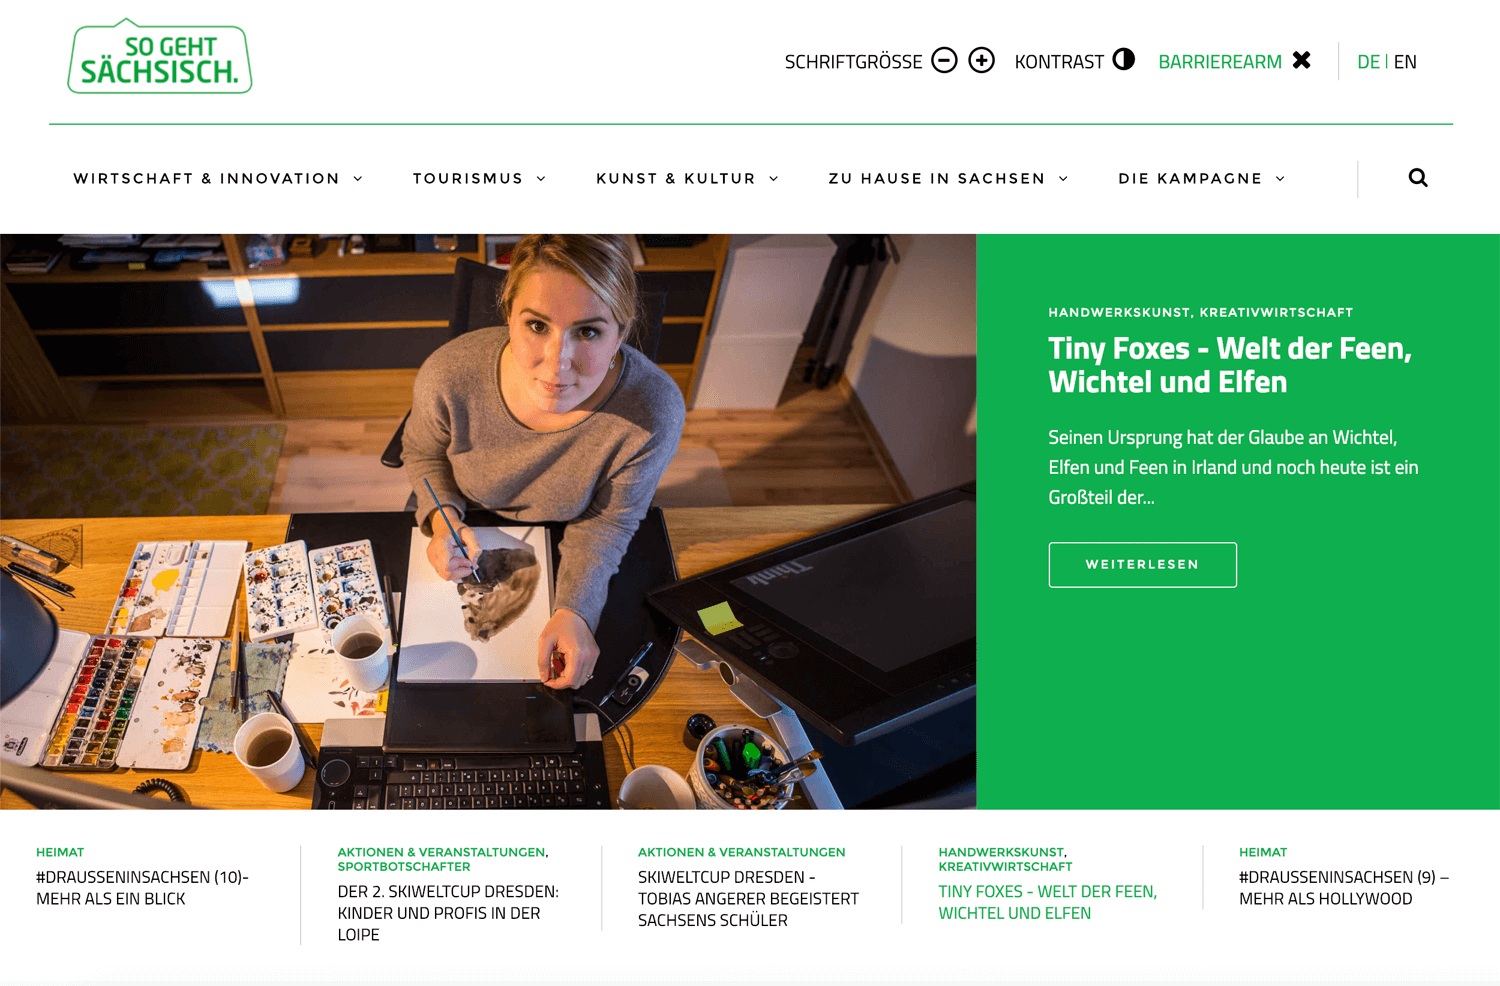 SO GEHT
SÄCHSISCH.
SCHRIFTGRÖSSE
KONTRAST
BARRIEREARM
DE | EN
WIRTSCHAFT & INNOVATION
TOURISMUS
KUNST & KULTUR
ZU HAUSE IN SACHSEN
DIE KAMPAGNE
HANDWERKSKUNST, KREATIVWIRTSCHAFT
Tiny Foxes - Welt der Feen,
Wichtel und Elfen
Seinen Ursprung hat der Glaube an Wichtel,
Elfen und Feen in Irland und noch heute ist ein
Großteil der...
WEITERLESEN
Think
HEIMAT
#DRAUSSENINSACHSEN (10)-
MEHR ALS EIN BLICK
AKTIONEN & VERANSTALTUNGEN,
SPORTBOTSCHAFTER
DER 2. SKIWELTCUP DRESDEN:
KINDER UND PROFIS IN DER
LOIPE
AKTIONEN & VERANSTALTUNGEN
SKIWELTCUP DRESDEN -
TOBIAS ANGERER BEGEISTERT
SACHSENS SCHÜLER
HANDWERKSKUNST,
KREATIVWIRTSCHAFT
TINY FOXES - WELT DER FEEN,
WICHTEL UND ELFEN
HEIMAT
#DRAUSSENINSACHSEN (9) –
MEHR ALS HOLLYWOOD